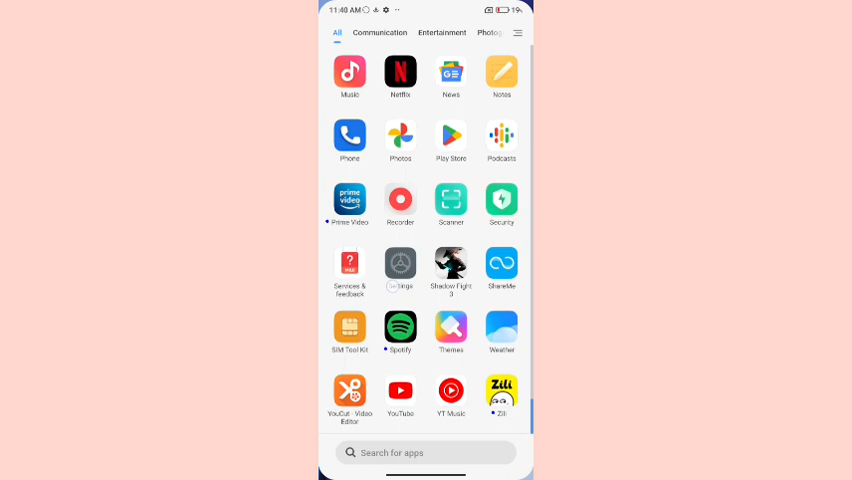 11:40 AM 19%
All Communication Entertainment Photog
Music Netflix News Notes
Phone Photos Play Store Podcasts
prime
video
Prime Video Recorder Scanner Security
Services & Settings Shadow Fight ShareMe
feedback 3
SIM Tool Kit Spotify Themes Weather
Zili
YouCut - Video YouTube YT Music Zili
Editor
Search for apps